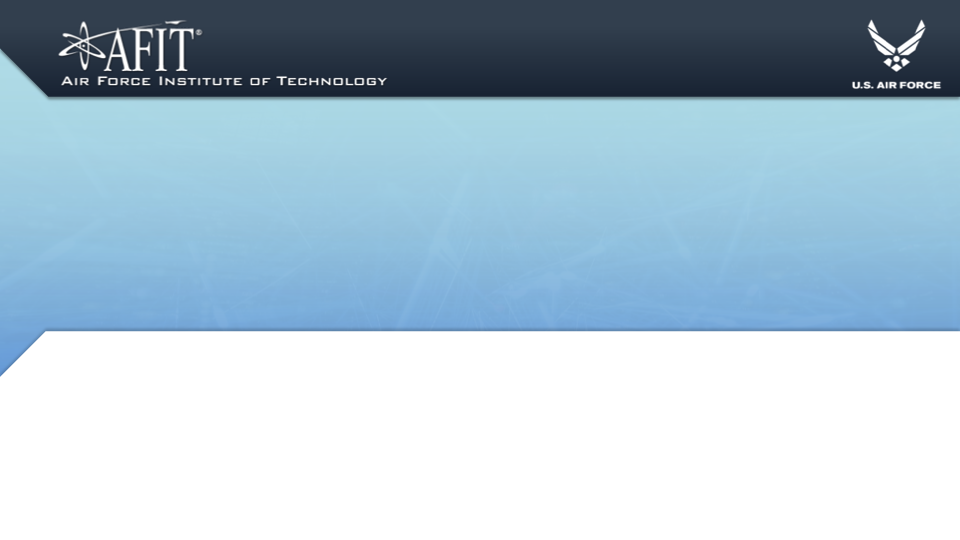 AFIT®
AIR FORCE INSTITUTE OF TECHNOLOGY
U.S. AIR FORCE